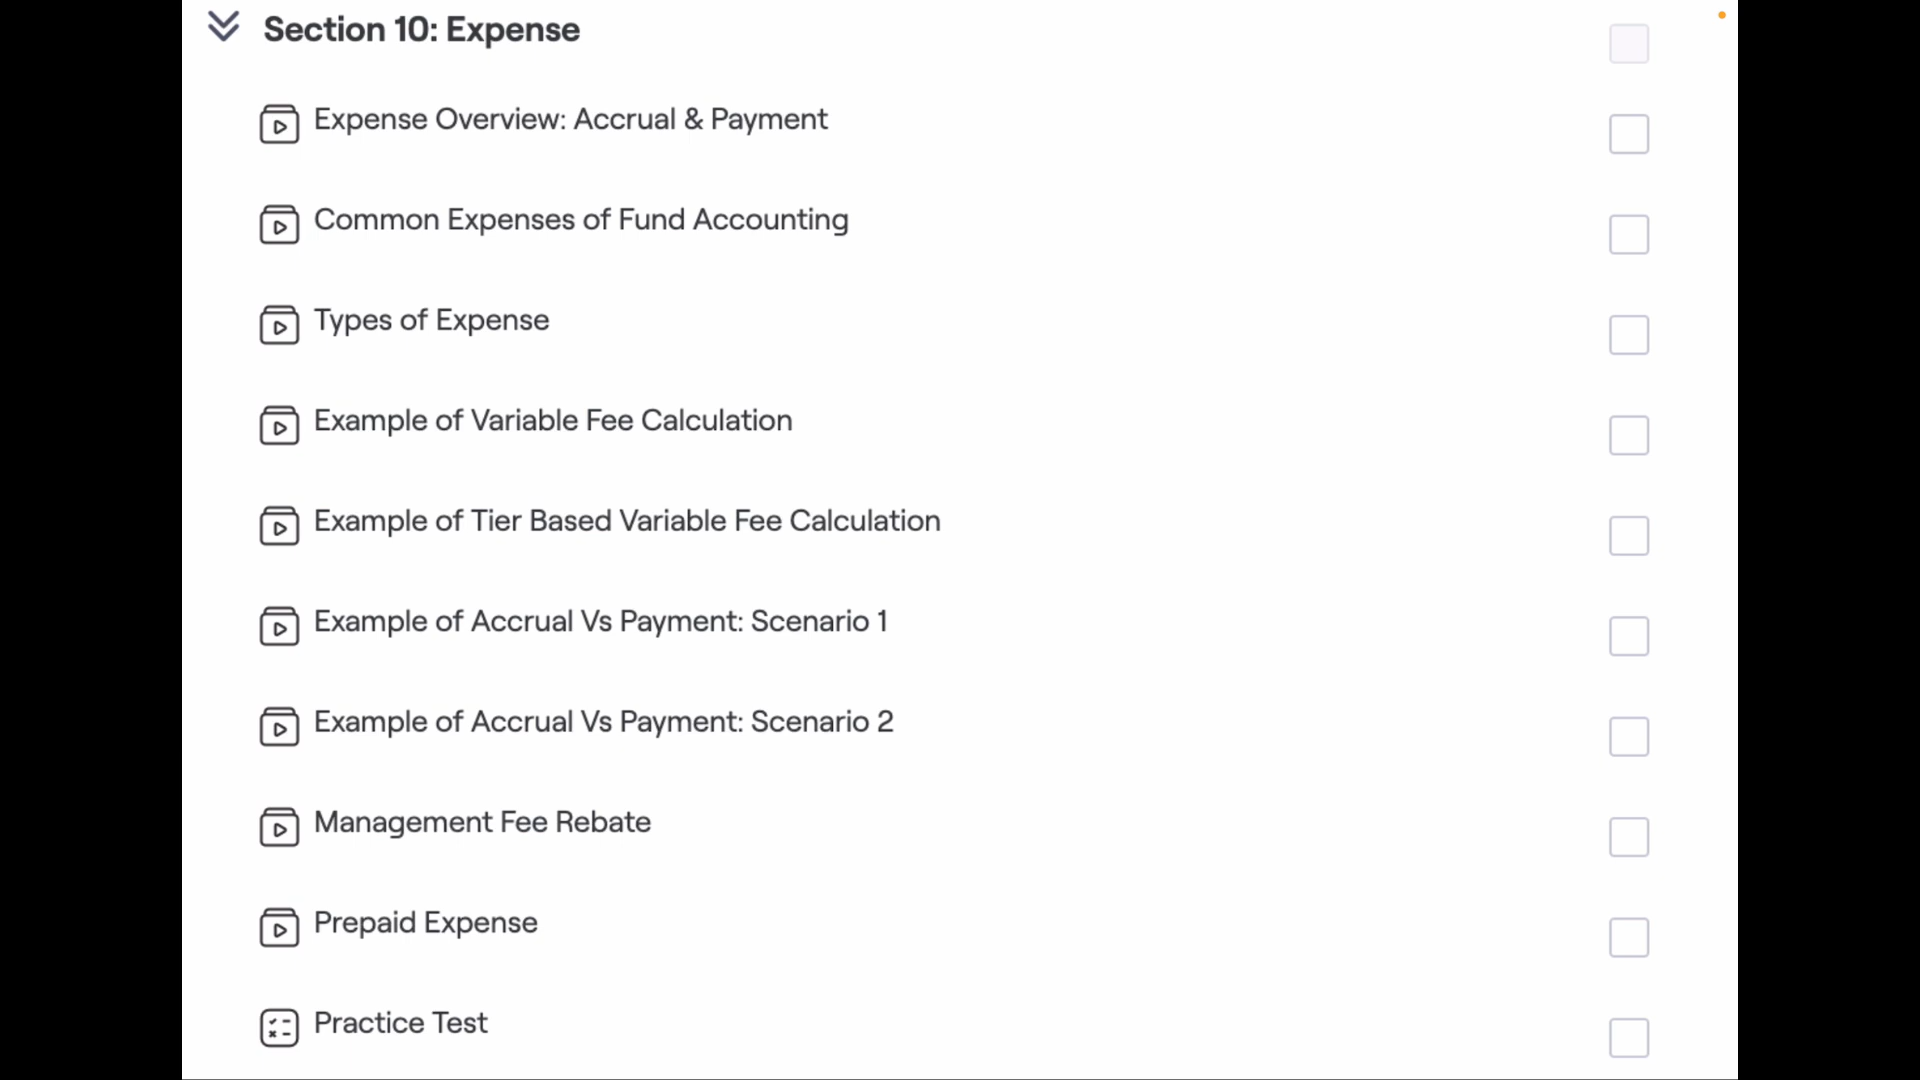 Section 10: Expense
Expense Overview: Accrual & Payment
Common Expenses of Fund Accounting
Types of Expense
Example of Variable Fee Calculation
Example of Tier Based Variable Fee Calculation
Example of Accrual Vs Payment: Scenario 1
Example of Accrual Vs Payment: Scenario 2
Management Fee Rebate
Prepaid Expense
Practice Test